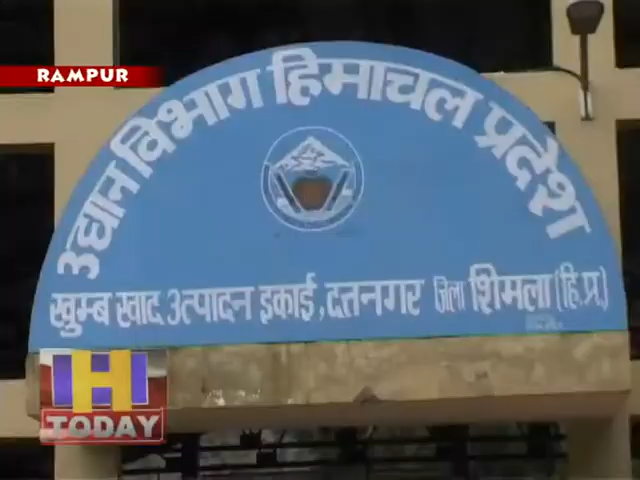 RAMPUR
उद्यान विभाग हिमाचल प्रदेश
खुम्ब खाद उत्पादन इकाई, दत्तनगर जिला शिमला (हि.प्र.)
H
TODAY